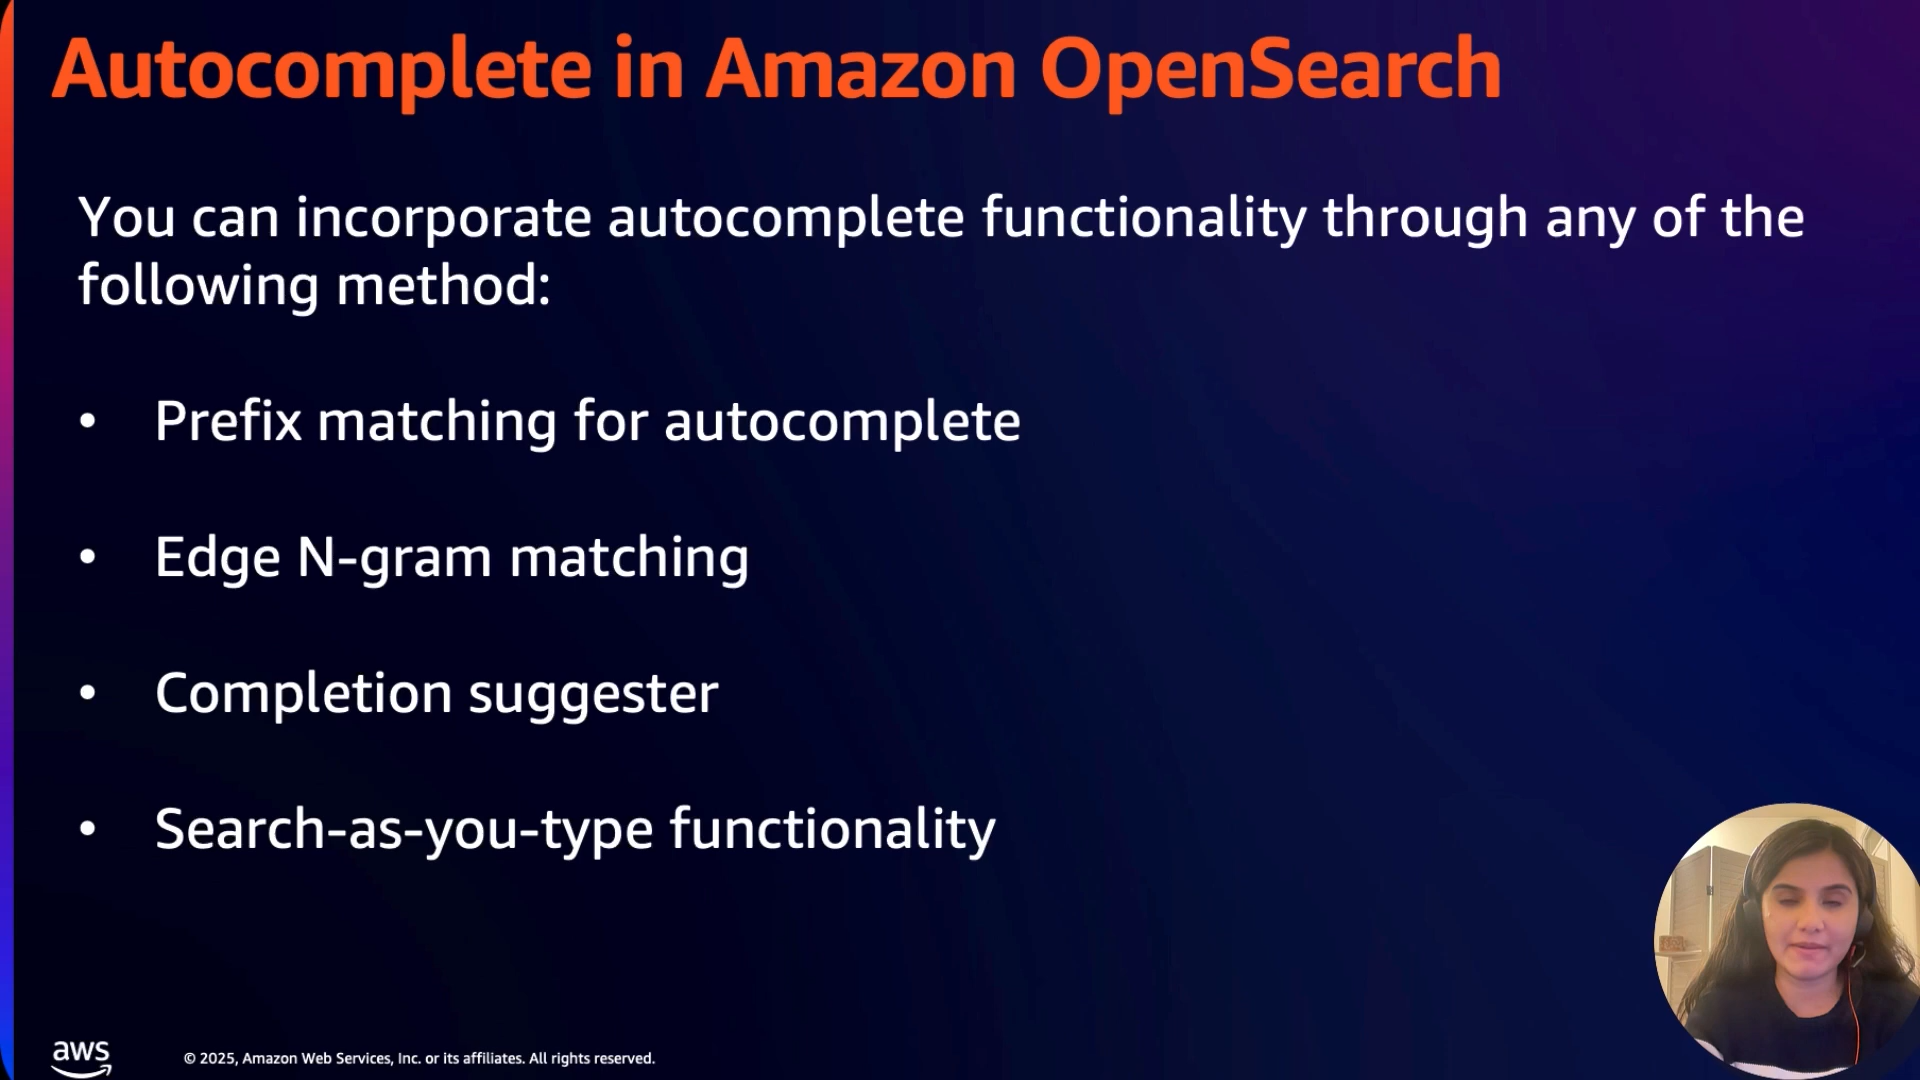 Autocomplete in Amazon OpenSearch
You can incorporate autocomplete functionality through any of the
following method:
• Prefix matching for autocomplete
• Edge N-gram matching
• Completion suggester
• Search-as-you-type functionality
aws
© 2025, Amazon Web Services, Inc. or its affiliates. All rights reserved.